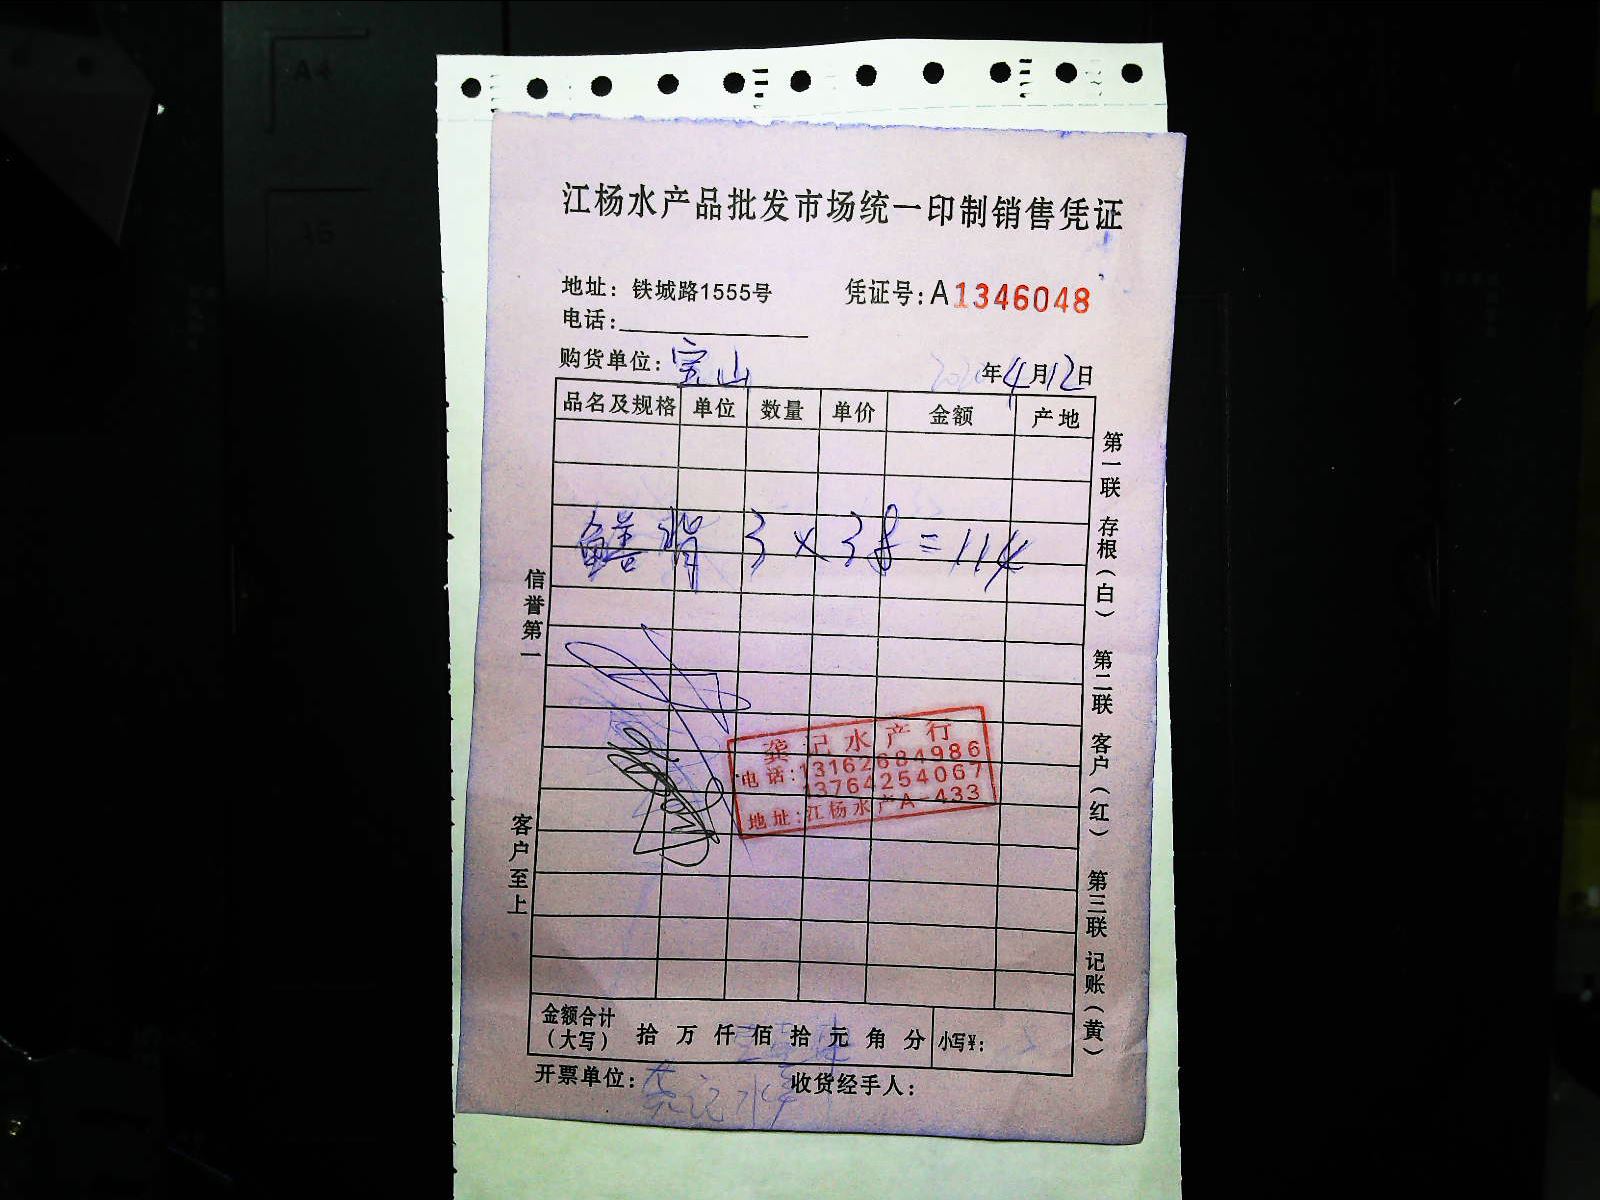 江杨水产品批发市场统一印制销售凭证
地址：铁城路1555号 凭证号：A1346048
电话：
购货单位：宝山 年4月12日
品名及规格 单位 数量 单价 金额 产地
鳝背 3×38=114
信誉第一
客户至上
第一联 存根（白） 第二联 客户（红） 第三联 记账（黄）
龚记水产行
电话：13162684986
13764254067
地址：江杨水产A-433
金额合计（大写） 拾 万 仟 佰 拾 元 角 分 小写¥：
开票单位： 收货经手人：